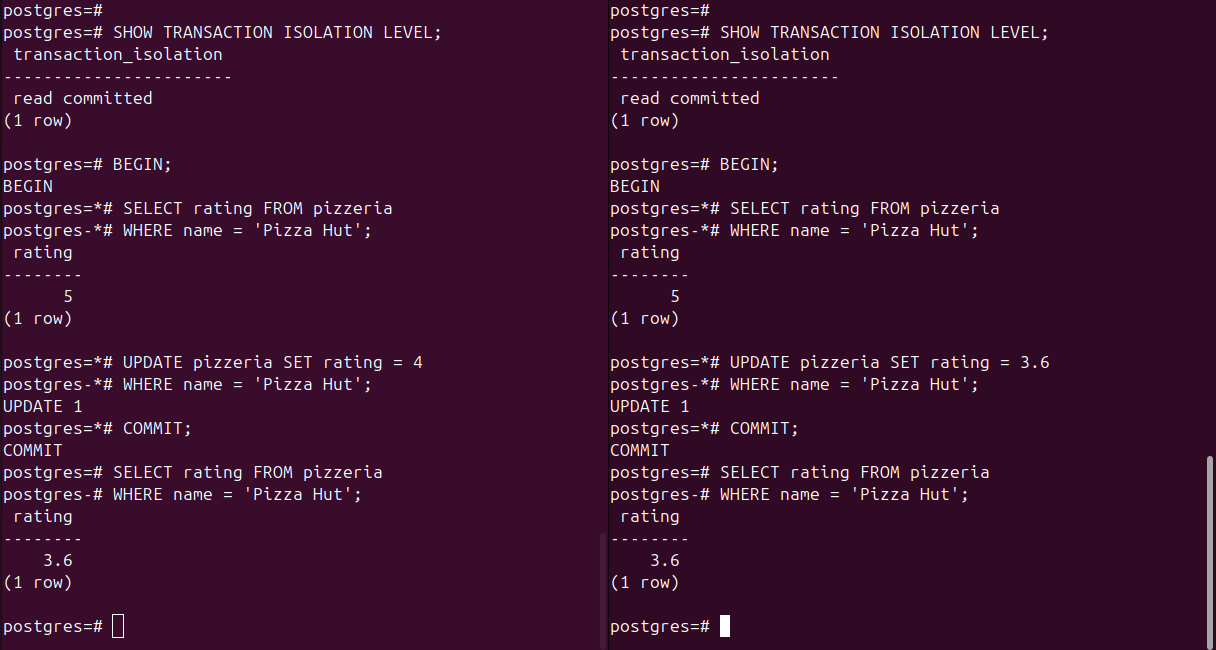 postgres=#
postgres=# SHOW TRANSACTION ISOLATION LEVEL;
 transaction_isolation
-----------------------
 read committed
(1 row)

postgres=# BEGIN;
BEGIN
postgres=*# SELECT rating FROM pizzeria
postgres-*# WHERE name = 'Pizza Hut';
 rating
--------
      5
(1 row)

postgres=*# UPDATE pizzeria SET rating = 4
postgres-*# WHERE name = 'Pizza Hut';
UPDATE 1
postgres=*# COMMIT;
COMMIT
postgres=# SELECT rating FROM pizzeria
postgres-# WHERE name = 'Pizza Hut';
 rating
--------
    3.6
(1 row)

postgres=#
postgres=#
postgres=# SHOW TRANSACTION ISOLATION LEVEL;
 transaction_isolation
-----------------------
 read committed
(1 row)

postgres=# BEGIN;
BEGIN
postgres=*# SELECT rating FROM pizzeria
postgres-*# WHERE name = 'Pizza Hut';
 rating
--------
      5
(1 row)

postgres=*# UPDATE pizzeria SET rating = 3.6
postgres-*# WHERE name = 'Pizza Hut';
UPDATE 1
postgres=*# COMMIT;
COMMIT
postgres=# SELECT rating FROM pizzeria
postgres-# WHERE name = 'Pizza Hut';
 rating
--------
    3.6
(1 row)

postgres=#